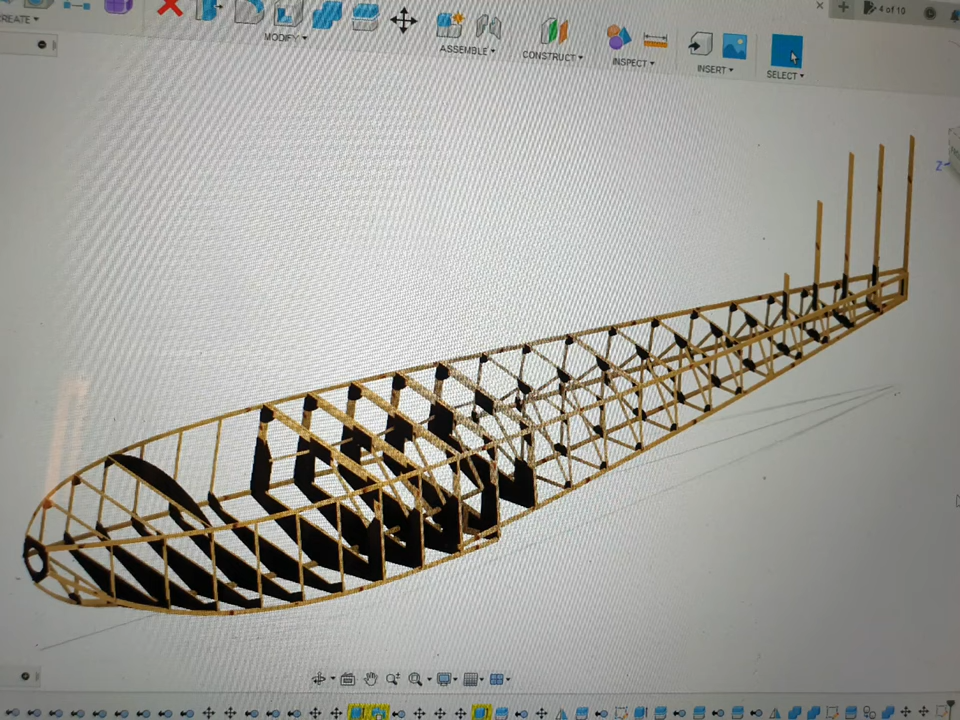 REATE ▾
MODIFY ▾
ASSEMBLE ▾
CONSTRUCT ▾
INSPECT ▾
INSERT ▾
SELECT ▾
4 of 10
Z